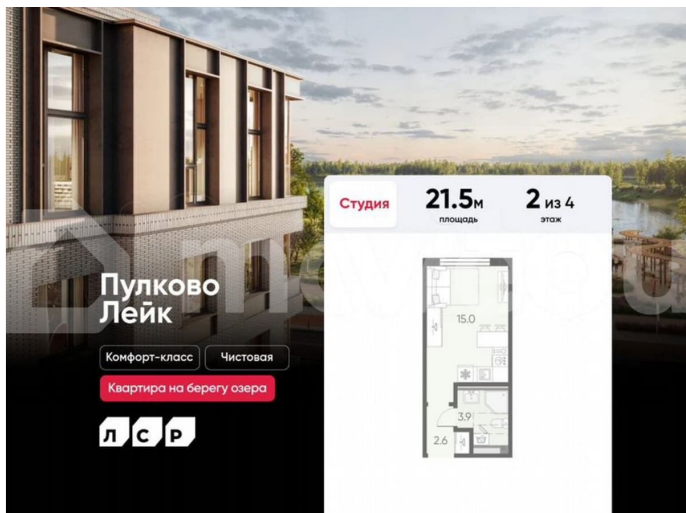 Студия
21.5м
площадь
2 из 4
этаж
Пулково
Лейк
Комфорт-класс
Чистовая
Квартира на берегу озера
ЛСР
15.0
3.9
2.6